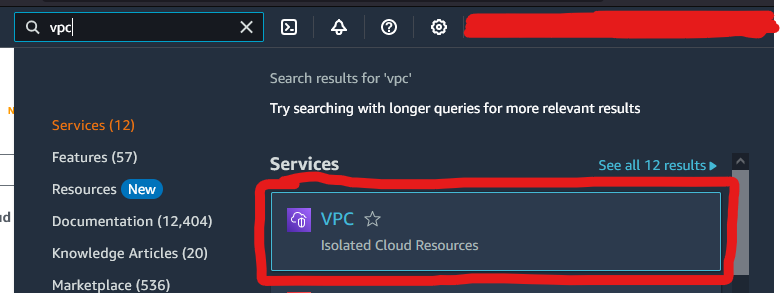 vpc
Search results for 'vpc'
Try searching with longer queries for more relevant results
Services (12)
Features (57)
Resources New
Documentation (12,404)
Knowledge Articles (20)
Marketplace (536)
Services
See all 12 results
VPC
Isolated Cloud Resources